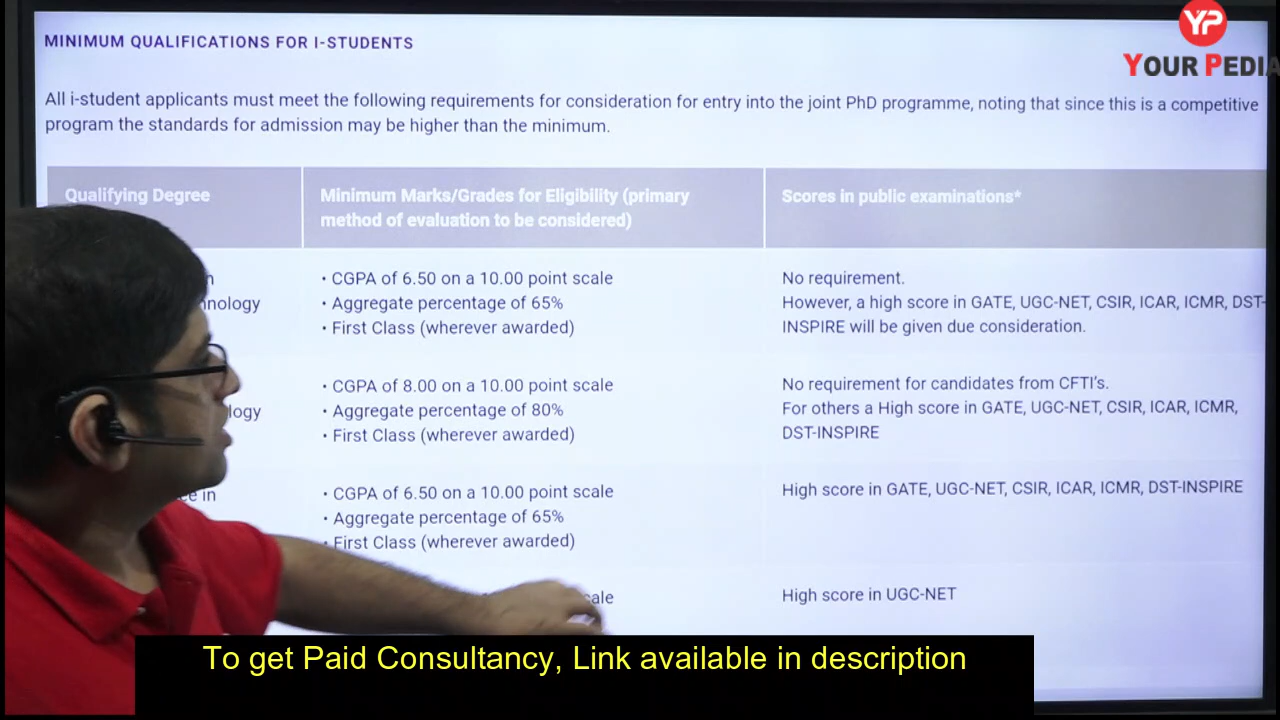 MINIMUM QUALIFICATIONS FOR I-STUDENTS
YP
YOUR PEDIA
All i-student applicants must meet the following requirements for consideration for entry into the joint PhD programme, noting that since this is a competitive
program the standards for admission may be higher than the minimum.
Qualifying Degree
Minimum Marks/Grades for Eligibility (primary
method of evaluation to be considered)
Scores in public examinations*
• CGPA of 6.50 on a 10.00 point scale
• Aggregate percentage of 65%
• First Class (wherever awarded)
No requirement.
However, a high score in GATE, UGC-NET, CSIR, ICAR, ICMR, DST-
INSPIRE will be given due consideration.
• CGPA of 8.00 on a 10.00 point scale
• Aggregate percentage of 80%
• First Class (wherever awarded)
No requirement for candidates from CFTI's.
For others a High score in GATE, UGC-NET, CSIR, ICAR, ICMR,
DST-INSPIRE
in
• CGPA of 6.50 on a 10.00 point scale
• Aggregate percentage of 65%
• First Class (wherever awarded)
High score in GATE, UGC-NET, CSIR, ICAR, ICMR, DST-INSPIRE
High score in UGC-NET
To get Paid Consultancy, Link available in description